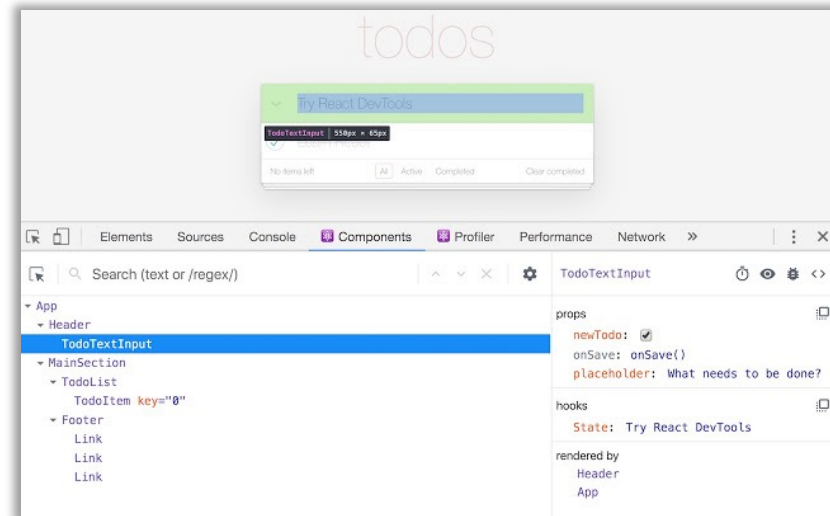 todos
Try React DevTools
TodoTextInput | 550px × 65px
No items left All Active Completed Clear completed
Elements Sources Console Components Profiler Performance Network »
Search (text or /regex/)
TodoTextInput
App
Header
TodoTextInput
MainSection
TodoList
TodoItem key="0"
Footer
Link
Link
Link
props
newTodo:
onSave: onSave()
placeholder: What needs to be done?
hooks
State: Try React DevTools
rendered by
Header
App